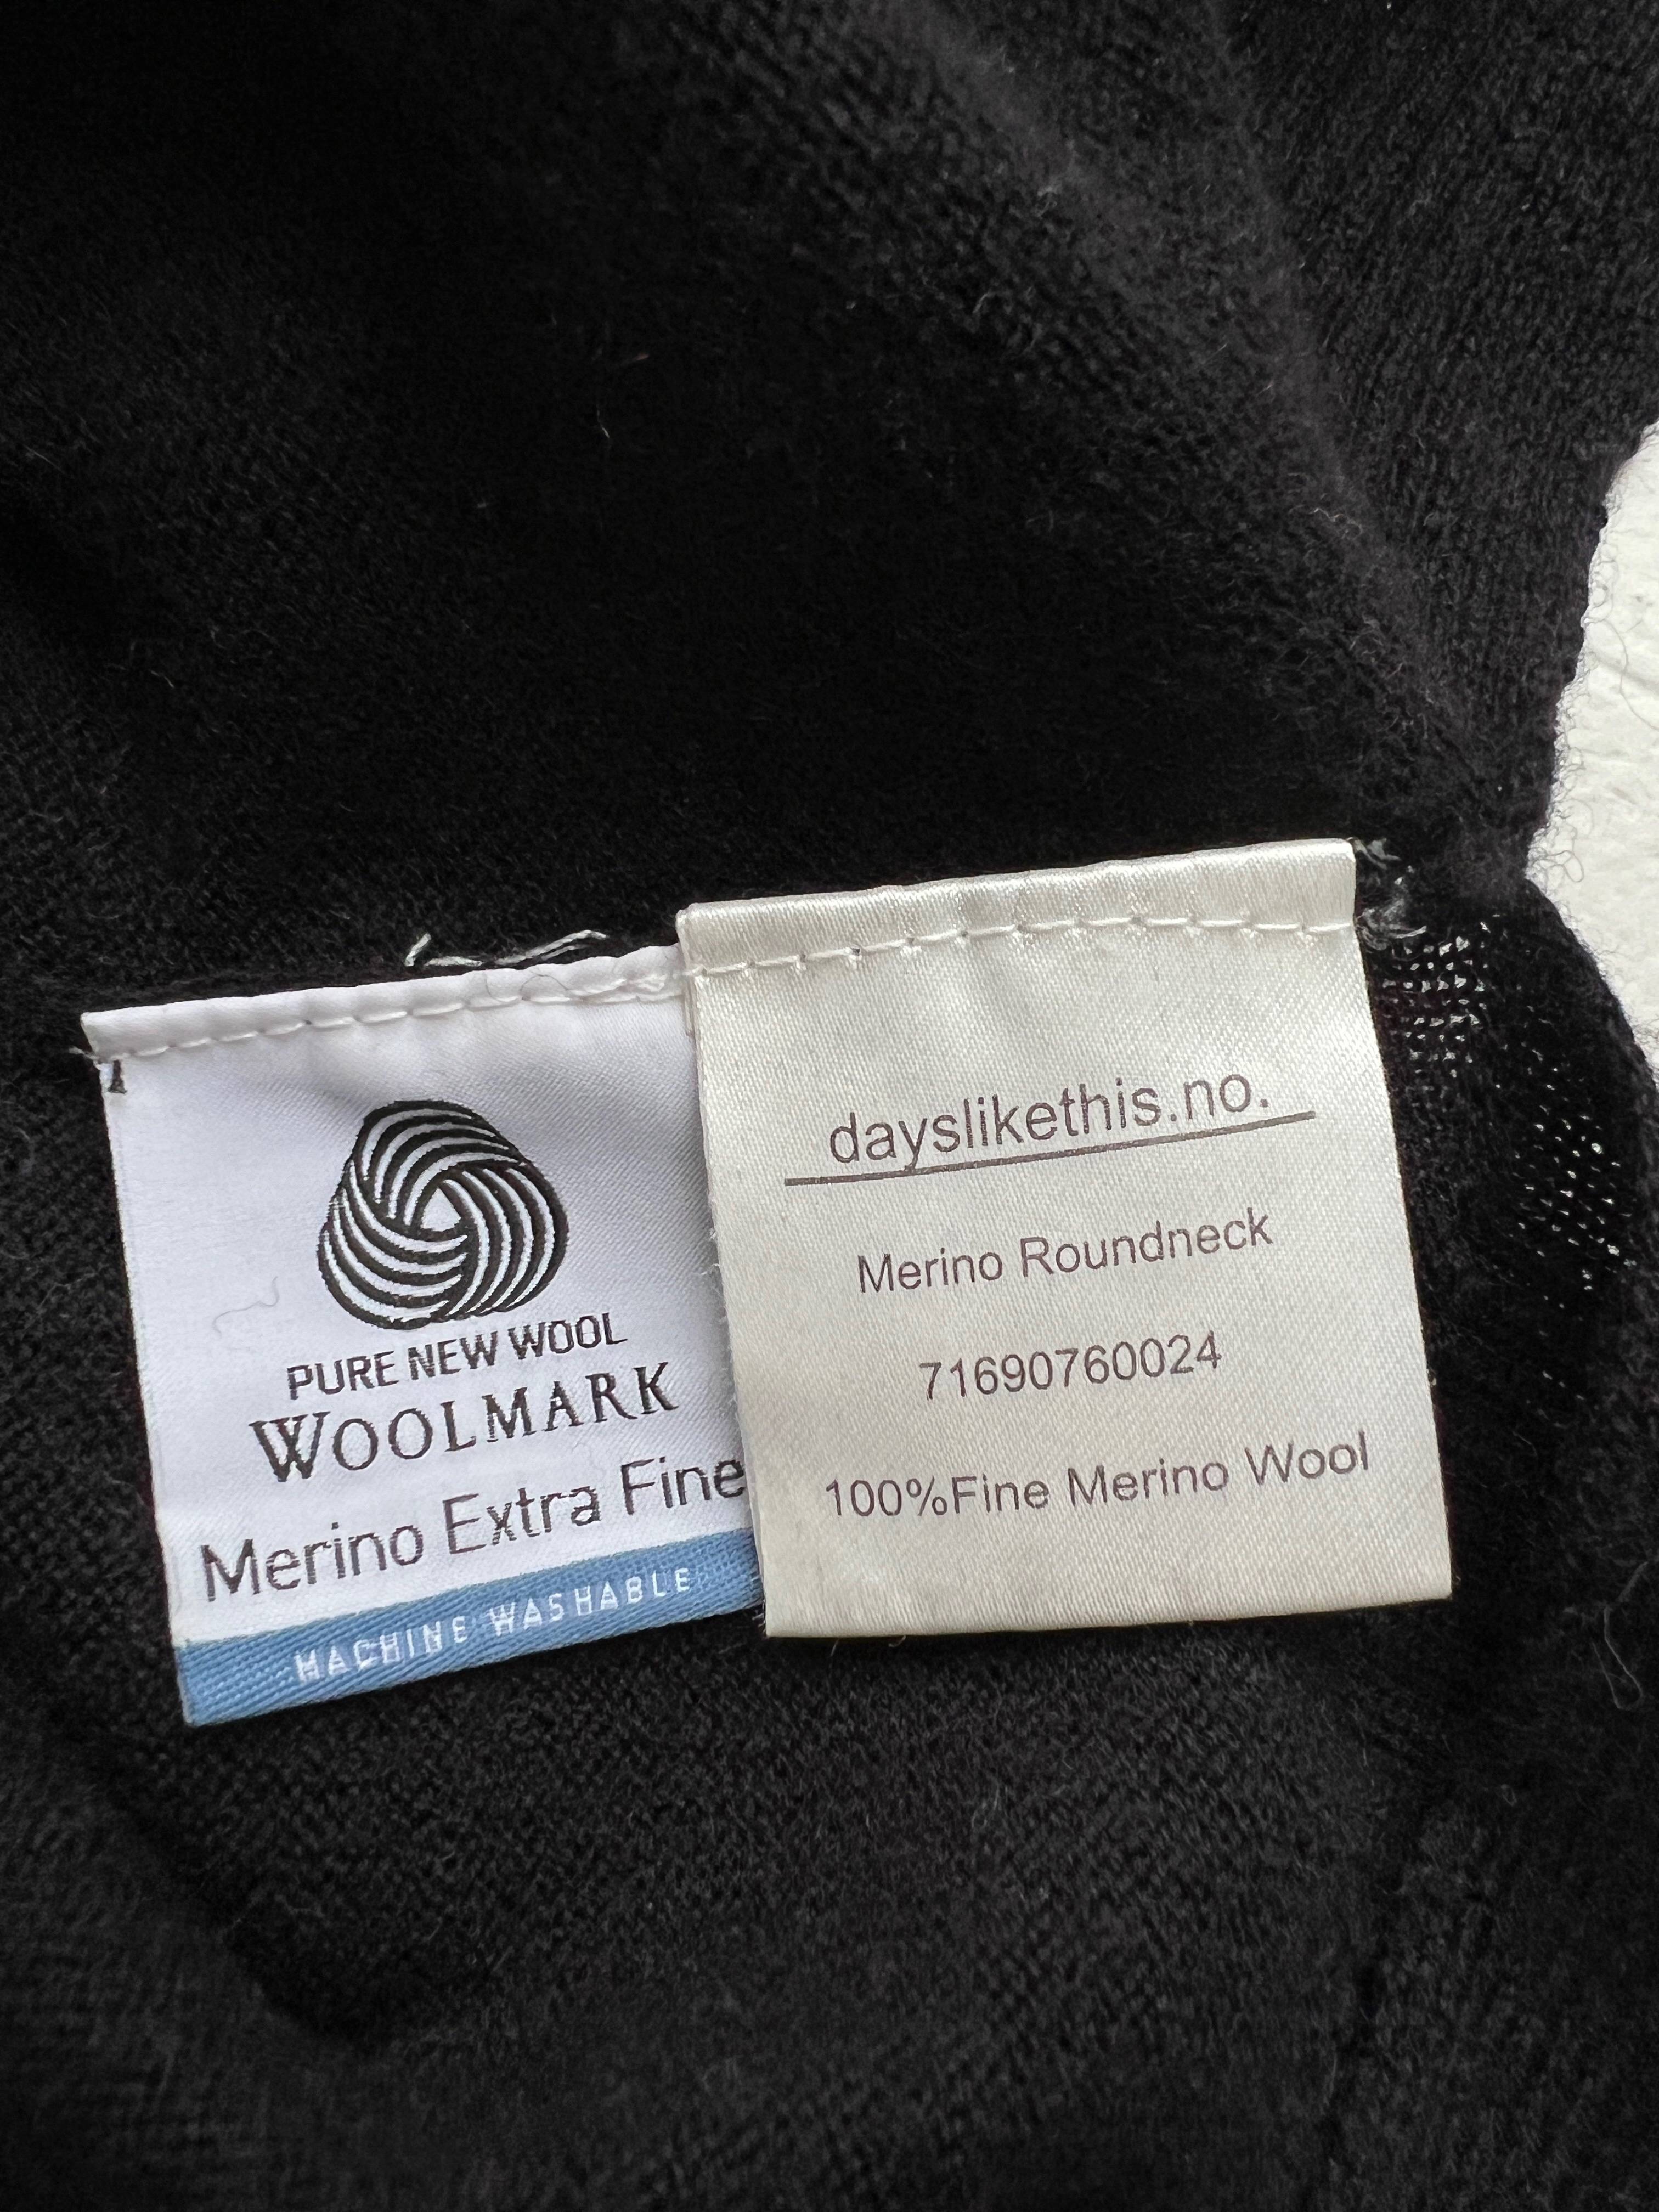 PURE NEW WOOL
WOOLMARK
Merino Extra Fine
MACHINE WASHABLE
dayslikethis.no.
Merino Roundneck
71690760024
100%Fine Merino Wool